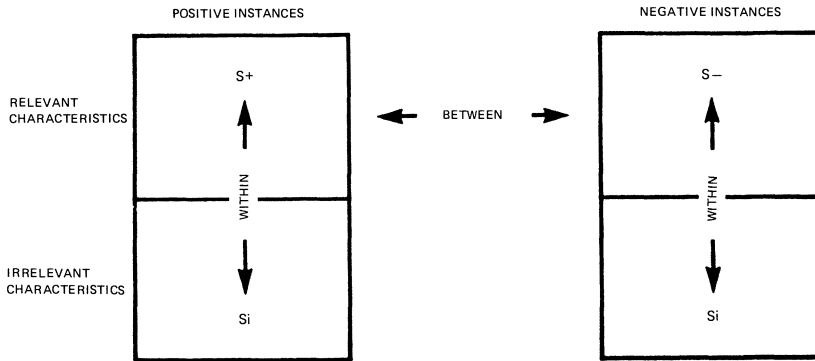 POSITIVE INSTANCES
NEGATIVE INSTANCES
S+
S–
RELEVANT
CHARACTERISTICS
BETWEEN
WITHIN
WITHIN
IRRELEVANT
CHARACTERISTICS
Si
Si